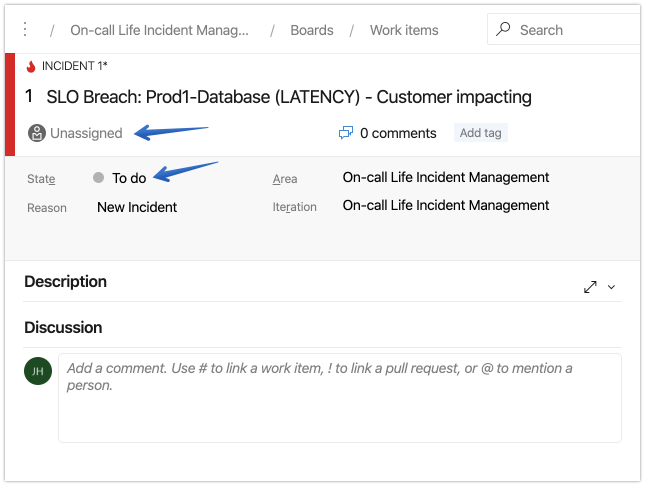 / On-call Life Incident Manag... / Boards / Work items Search
INCIDENT 1*
1 SLO Breach: Prod1-Database (LATENCY) - Customer impacting
Unassigned 0 comments Add tag
State To do Area On-call Life Incident Management
Reason New Incident Iteration On-call Life Incident Management
Description
Discussion
JH Add a comment. Use # to link a work item, ! to link a pull request, or @ to mention a
person.